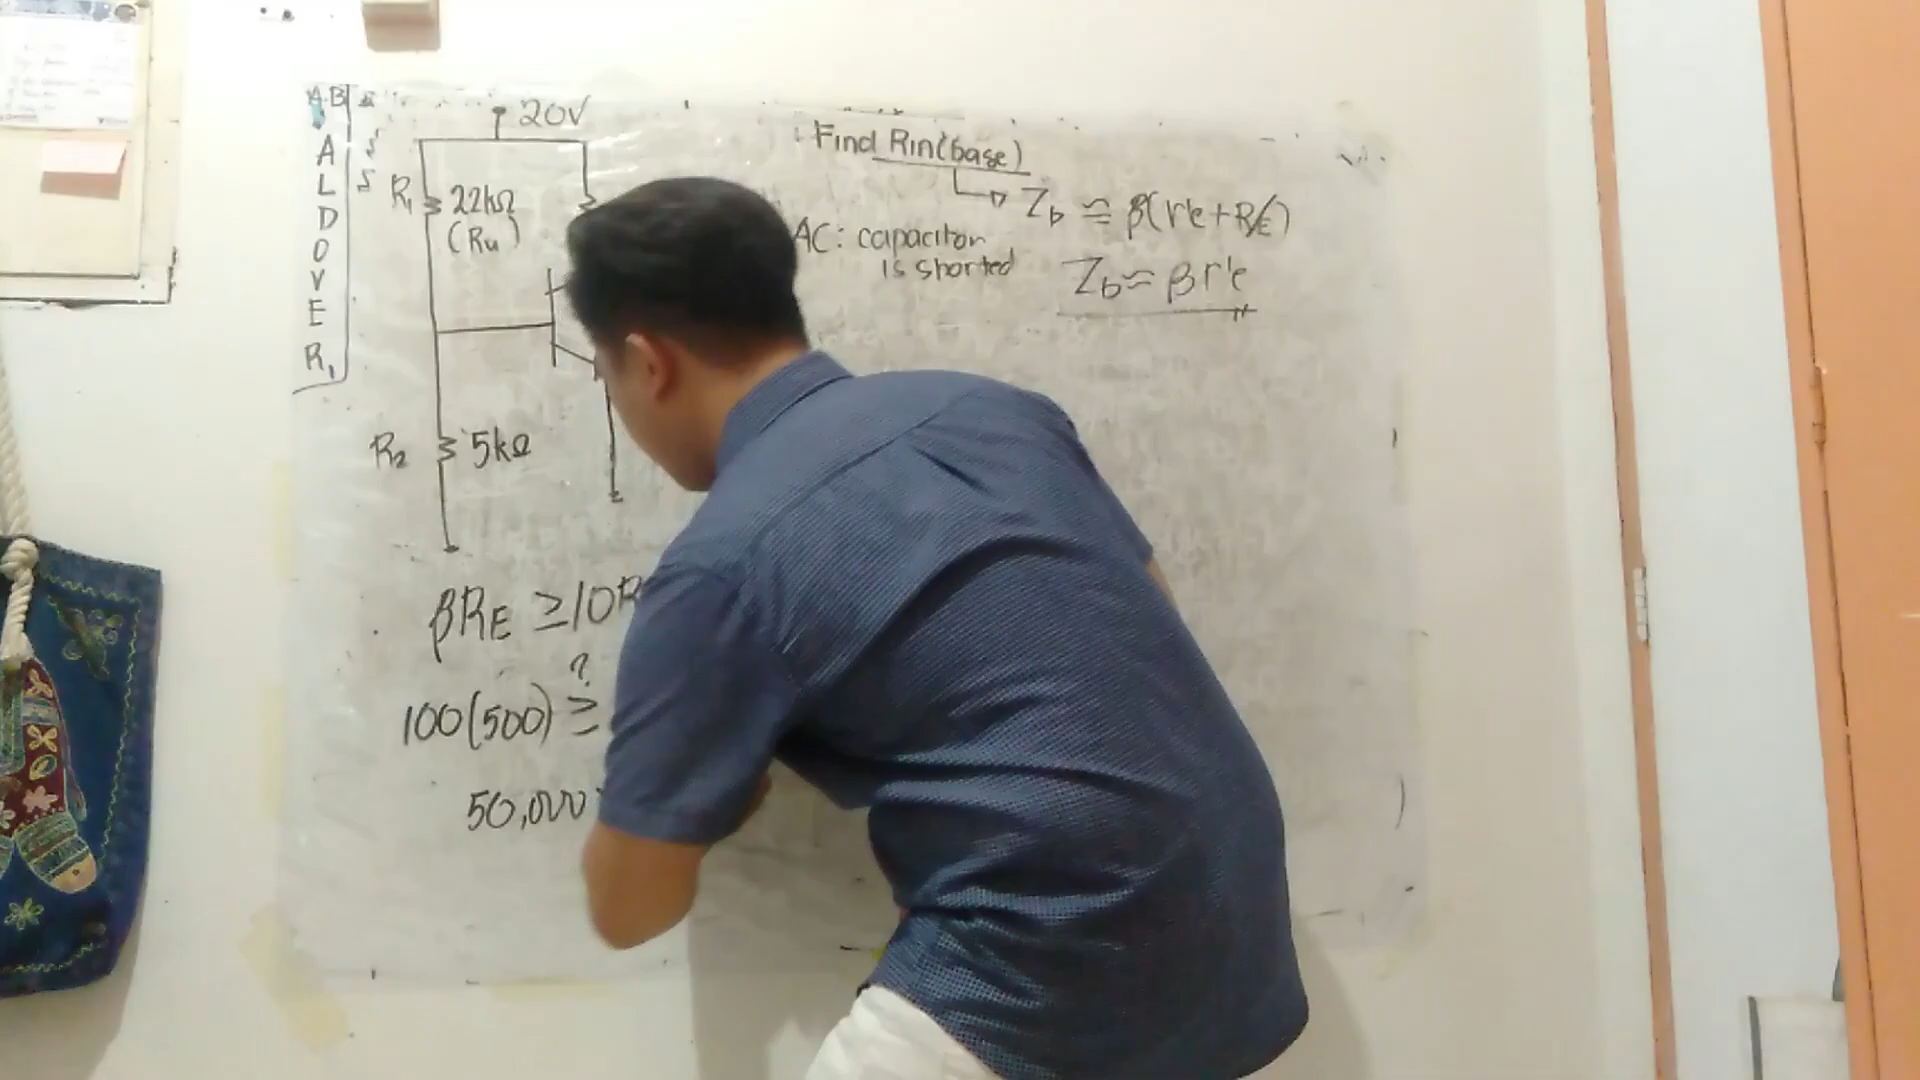 A.B
ALDOVER
20V
R₁ 22kΩ
(Ru)
R₂ 5kΩ
βRE ≥ 10R
?
100(500) ≥
50,000
Find Rin(base)
Zb ≈ β(r'e+RE)
AC: capacitor
is shorted
Zb ≈ βr'e